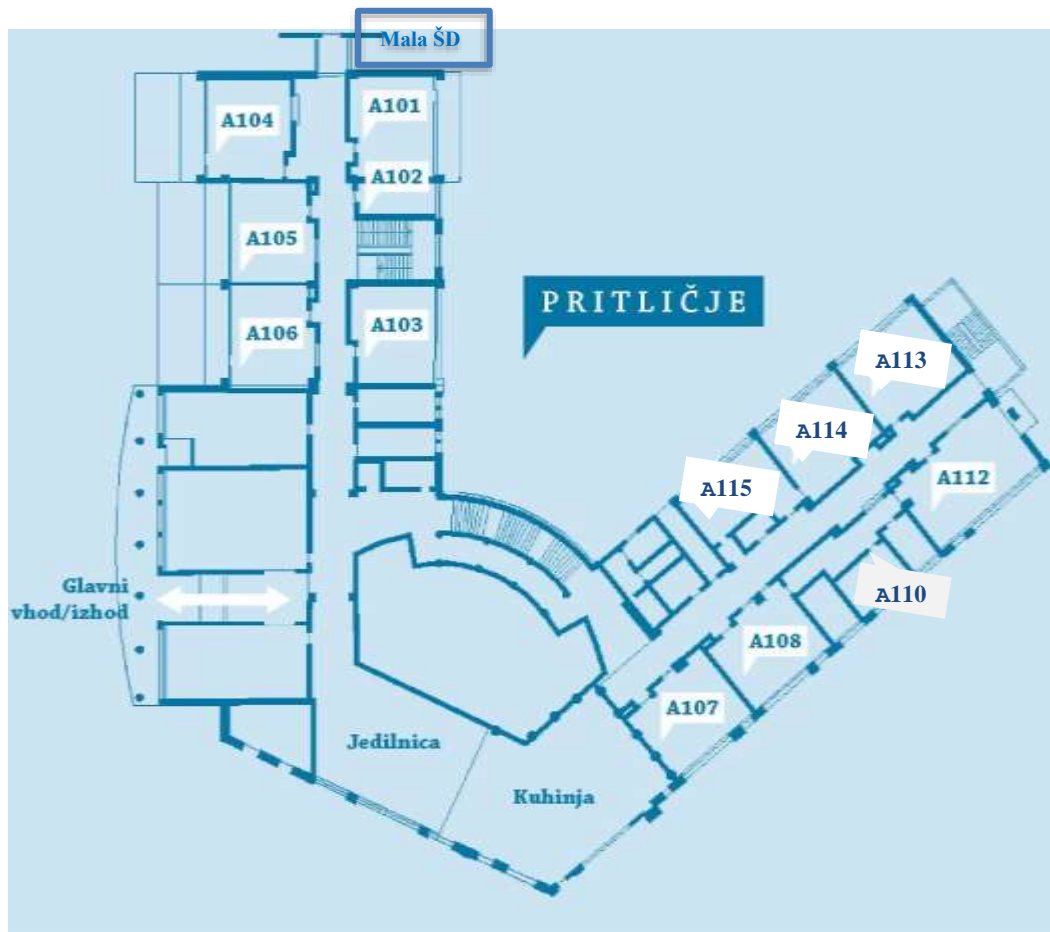 Mala ŠD
A101
A104
A102
A105
A106
A103
PRITLIČJE
A113
A114
A115
A112
A110
A108
A107
Glavni
vhod/izhod
Jedilnica
Kuhinja